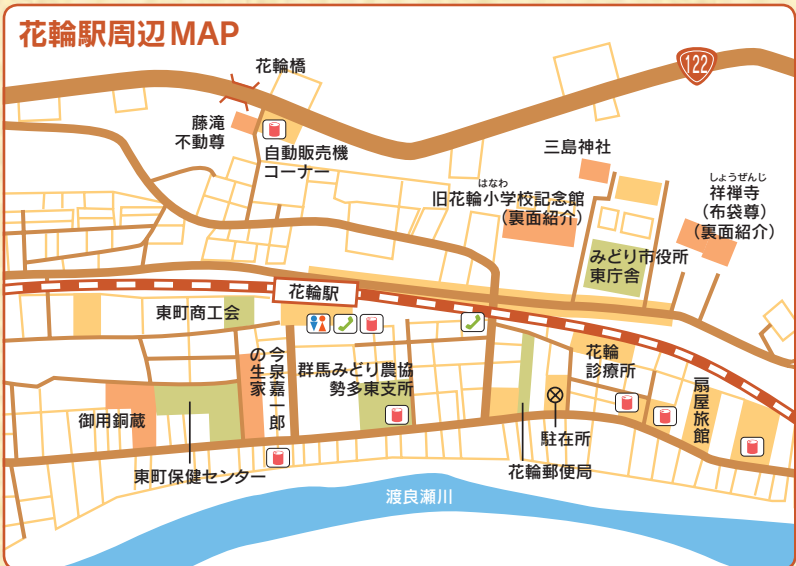 花輪駅周辺MAP
花輪橋
122
藤滝
不動尊
自動販売機
コーナー
三島神社
はなわ
旧花輪小学校記念館
（裏面紹介）
しょうぜんじ
祥禅寺
（布袋尊）
（裏面紹介）
みどり市役所
東庁舎
花輪駅
東町商工会
今泉嘉一郎
の生家
群馬みどり農協
勢多東支所
花輪
診療所
扇屋旅館
御用銅蔵
駐在所
東町保健センター
花輪郵便局
渡良瀬川